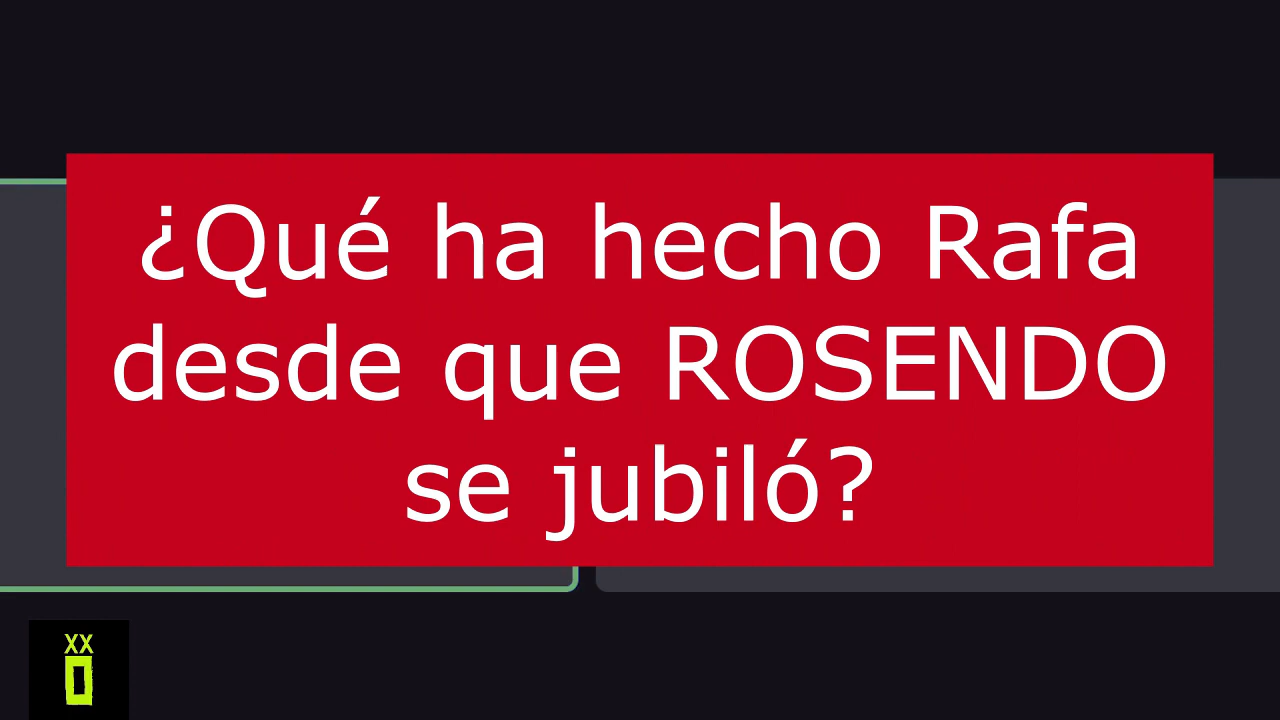 ¿Qué ha hecho Rafa
desde que ROSENDO
se jubiló?
XX
O